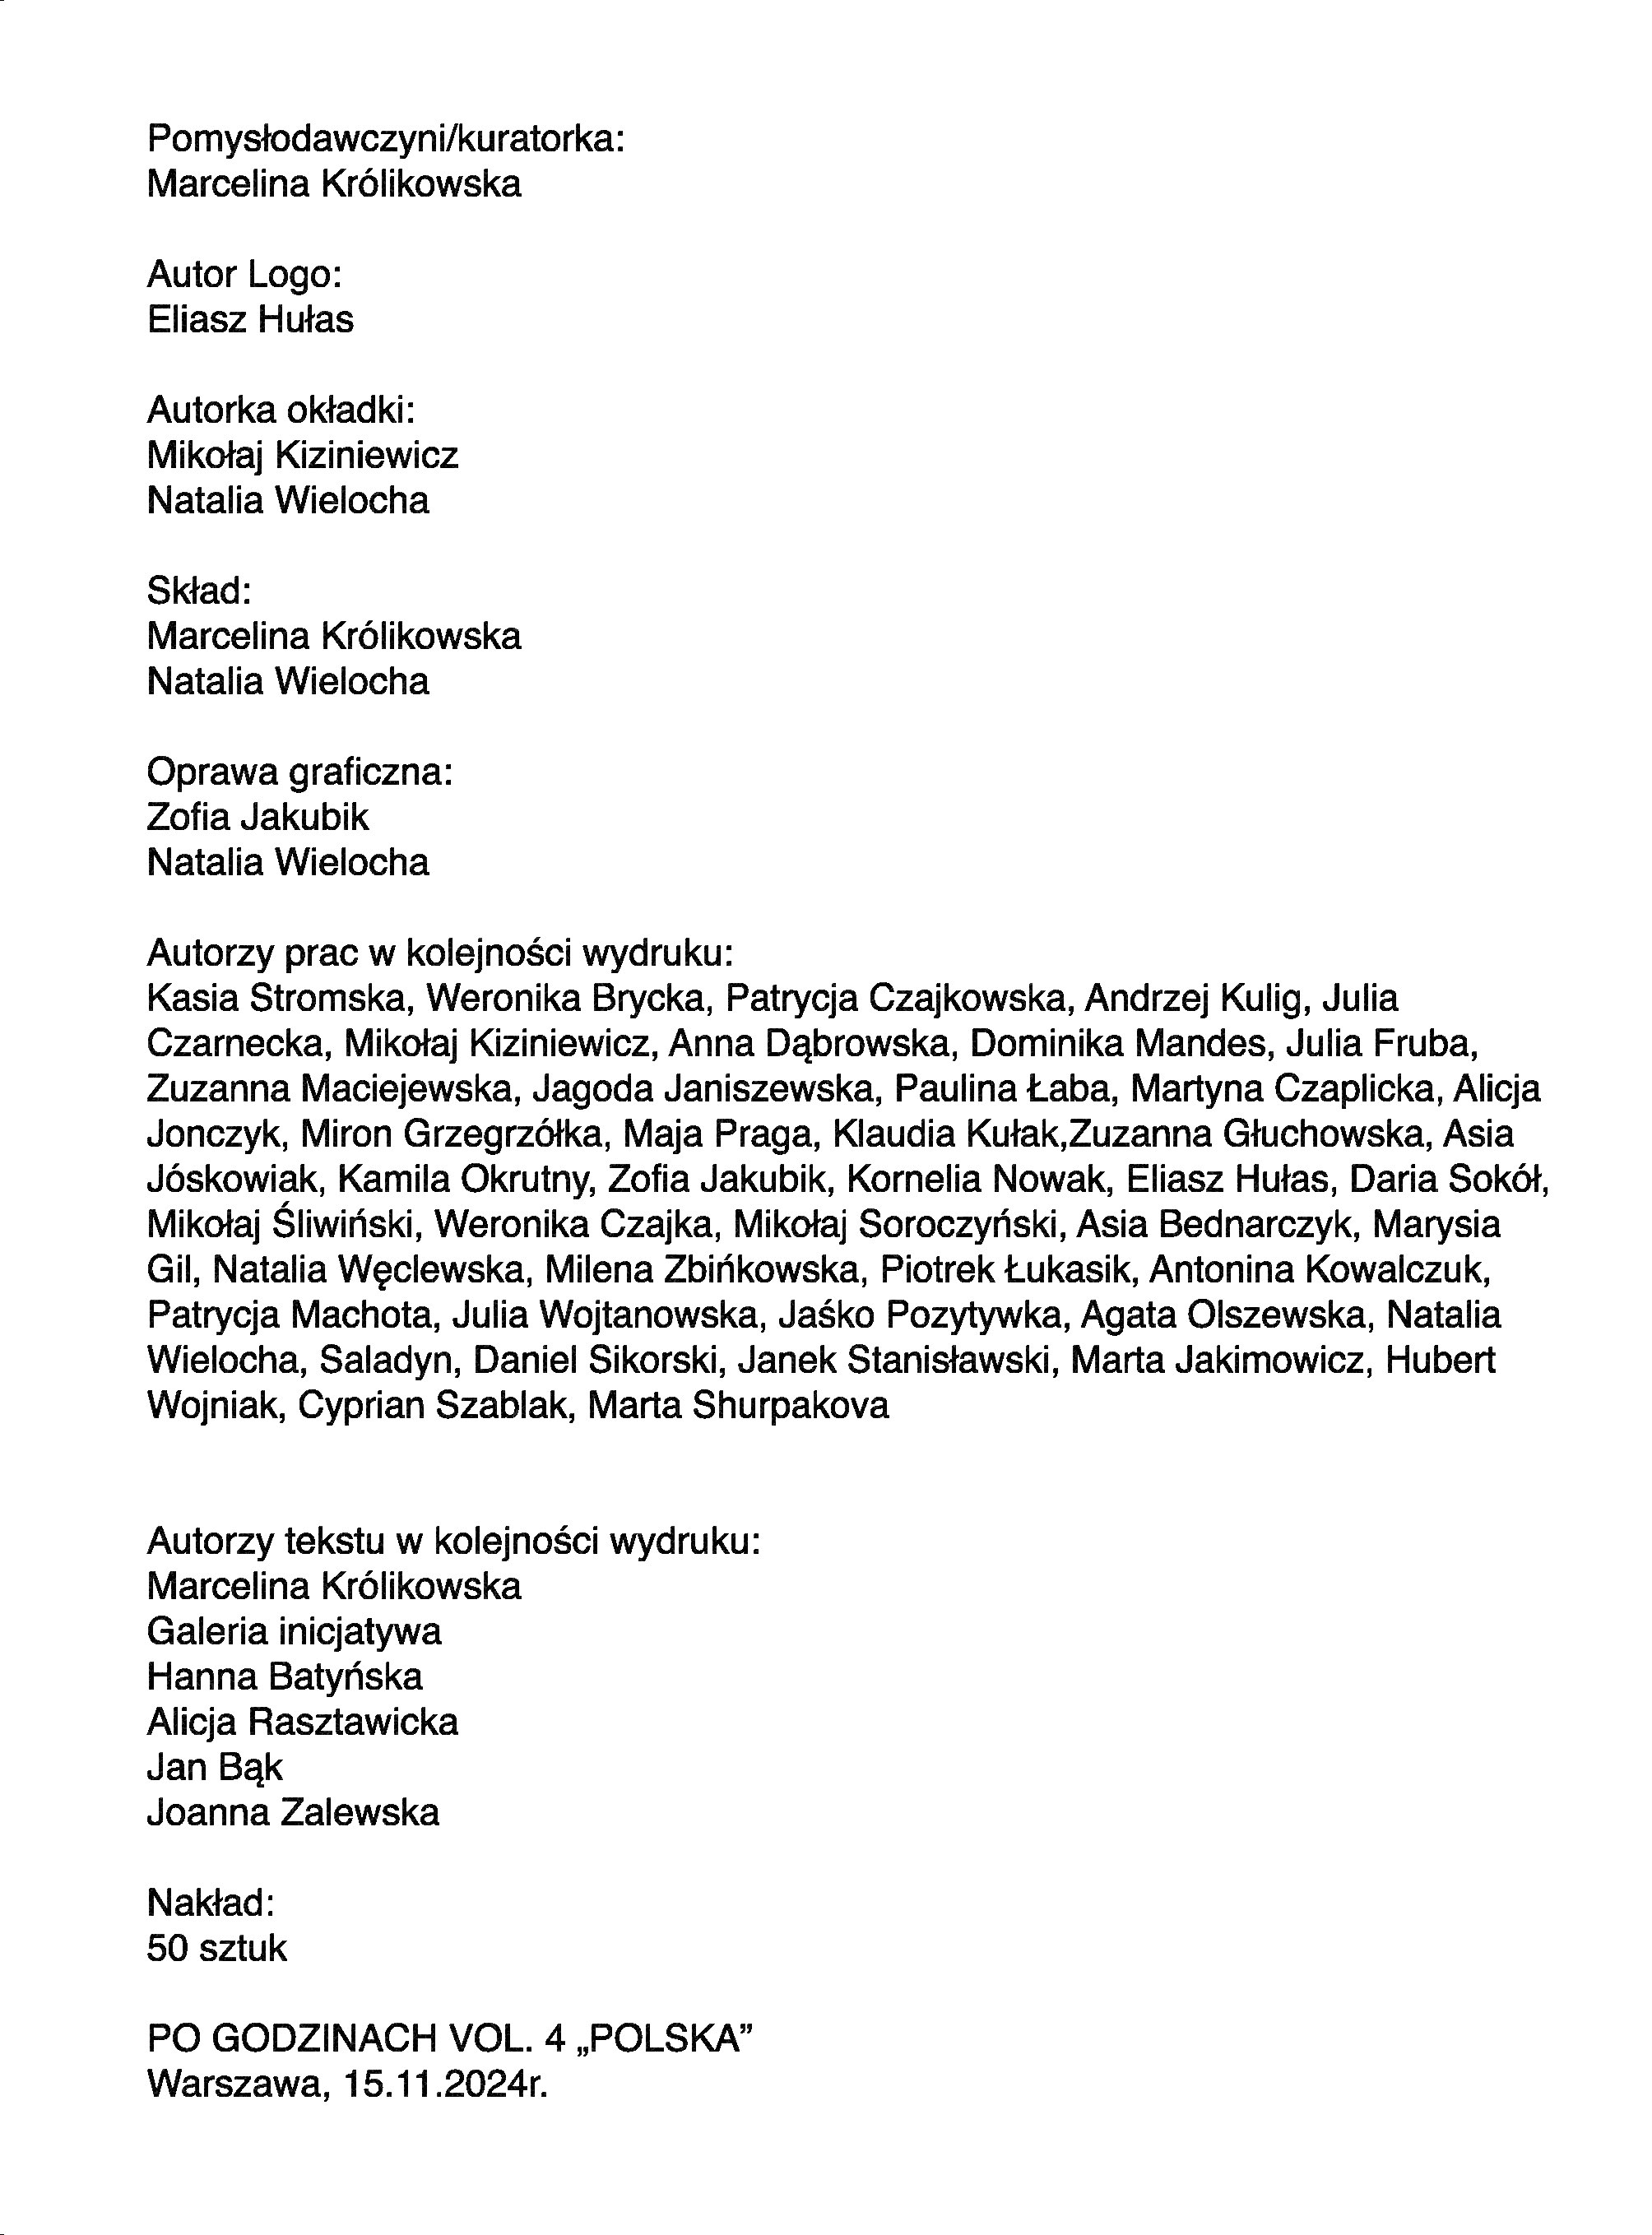 Pomysłodawczyni/kuratorka:
Marcelina Królikowska
Autor Logo:
Eliasz Hułas
Autorka okładki:
Mikołaj Kiziniewicz
Natalia Wielocha
Skład:
Marcelina Królikowska
Natalia Wielocha
Oprawa graficzna:
Zofia Jakubik
Natalia Wielocha
Autorzy prac w kolejności wydruku:
Kasia Stromska, Weronika Brycka, Patrycja Czajkowska, Andrzej Kulig, Julia
Czarnecka, Mikołaj Kiziniewicz, Anna Dąbrowska, Dominika Mandes, Julia Fruba,
Zuzanna Maciejewska, Jagoda Janiszewska, Paulina Łaba, Martyna Czaplicka, Alicja
Jonczyk, Miron Grzegrzółka, Maja Praga, Klaudia Kułak,Zuzanna Głuchowska, Asia
Jóskowiak, Kamila Okrutny, Zofia Jakubik, Kornelia Nowak, Eliasz Hułas, Daria Sokół,
Mikołaj Śliwiński, Weronika Czajka, Mikołaj Soroczyński, Asia Bednarczyk, Marysia
Gil, Natalia Węclewska, Milena Zbińkowska, Piotrek Łukasik, Antonina Kowalczuk,
Patrycja Machota, Julia Wojtanowska, Jaśko Pozytywka, Agata Olszewska, Natalia
Wielocha, Saladyn, Daniel Sikorski, Janek Stanisławski, Marta Jakimowicz, Hubert
Wojniak, Cyprian Szablak, Marta Shurpakova
Autorzy tekstu w kolejności wydruku:
Marcelina Królikowska
Galeria inicjatywa
Hanna Batyńska
Alicja Rasztawicka
Jan Bąk
Joanna Zalewska
Nakład:
50 sztuk
PO GODZINACH VOL. 4 „POLSKA”
Warszawa, 15.11.2024r.